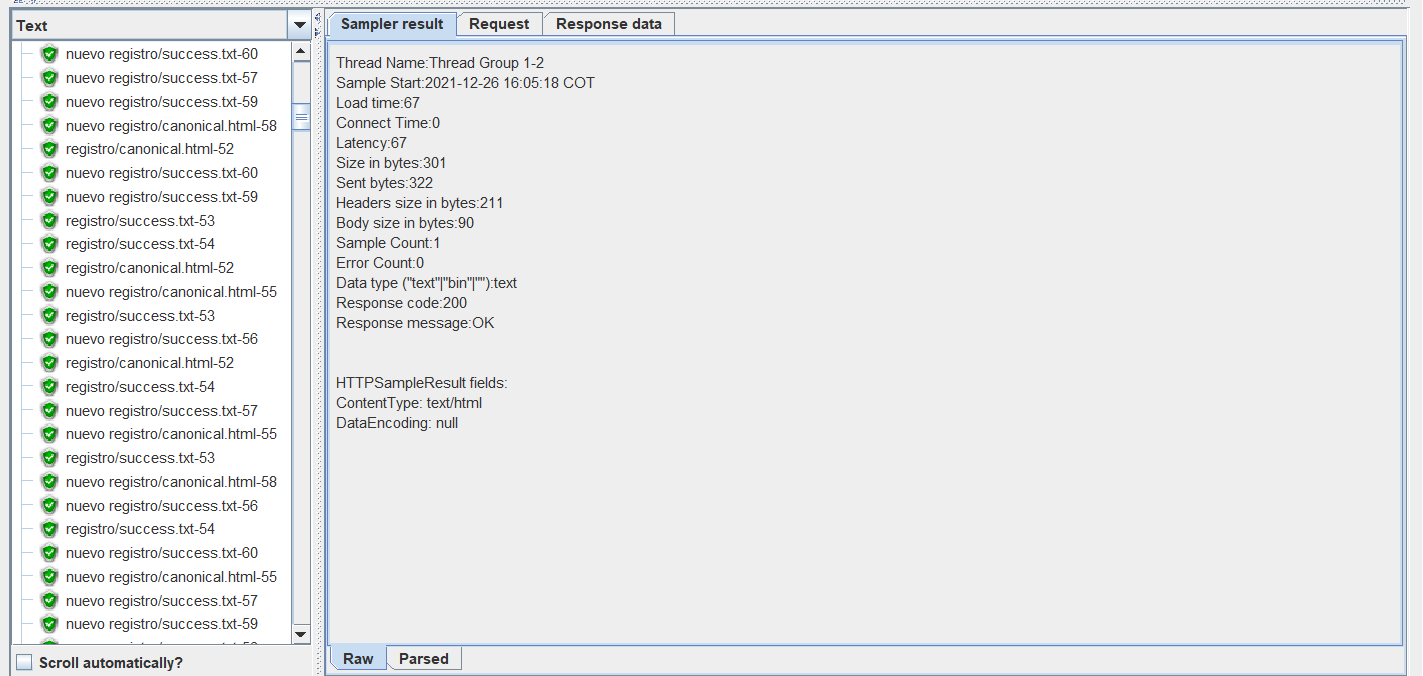 Text
nuevo registro/success.txt-60
nuevo registro/success.txt-57
nuevo registro/success.txt-59
nuevo registro/canonical.html-58
registro/canonical.html-52
nuevo registro/success.txt-60
nuevo registro/success.txt-59
registro/success.txt-53
registro/success.txt-54
registro/canonical.html-52
nuevo registro/canonical.html-55
registro/success.txt-53
nuevo registro/success.txt-56
registro/canonical.html-52
registro/success.txt-54
nuevo registro/success.txt-57
nuevo registro/canonical.html-55
registro/success.txt-53
nuevo registro/canonical.html-58
nuevo registro/success.txt-56
registro/success.txt-54
nuevo registro/success.txt-60
nuevo registro/canonical.html-55
nuevo registro/success.txt-57
nuevo registro/success.txt-59
Scroll automatically?
Sampler result Request Response data
Thread Name:Thread Group 1-2
Sample Start:2021-12-26 16:05:18 COT
Load time:67
Connect Time:0
Latency:67
Size in bytes:301
Sent bytes:322
Headers size in bytes:211
Body size in bytes:90
Sample Count:1
Error Count:0
Data type ("text"|"bin"|""):text
Response code:200
Response message:OK
HTTPSampleResult fields:
ContentType: text/html
DataEncoding: null
Raw Parsed